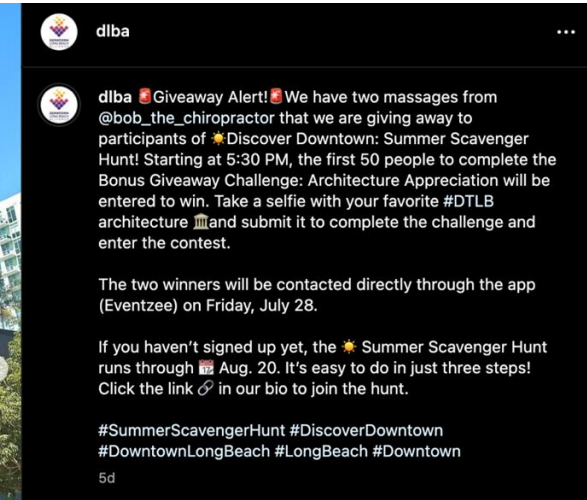 dlba
dlba 🚨Giveaway Alert!🚨We have two massages from
@bob_the_chiropractor that we are giving away to
participants of ☀️Discover Downtown: Summer Scavenger
Hunt! Starting at 5:30 PM, the first 50 people to complete the
Bonus Giveaway Challenge: Architecture Appreciation will be
entered to win. Take a selfie with your favorite #DTLB
architecture 🏛️and submit it to complete the challenge and
enter the contest.
The two winners will be contacted directly through the app
(Eventzee) on Friday, July 28.
If you haven’t signed up yet, the ☀️ Summer Scavenger Hunt
runs through 📅 Aug. 20. It’s easy to do in just three steps!
Click the link 🔗 in our bio to join the hunt.
#SummerScavengerHunt #DiscoverDowntown
#DowntownLongBeach #LongBeach #Downtown
5d